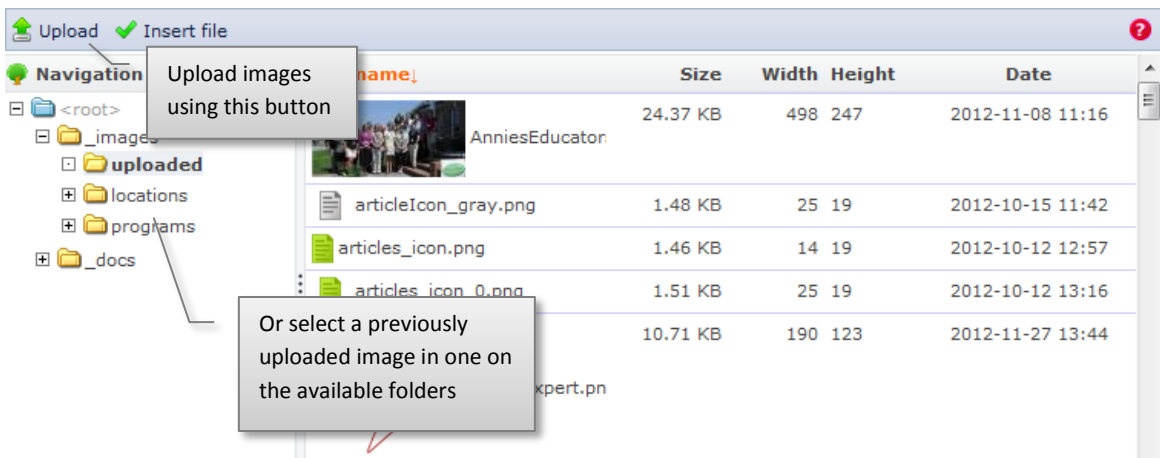 Upload Insert file ?
Navigation
Upload images
using this button
name↓ Size Width Height Date
<root>
_images
uploaded
locations
programs
_docs
AnniesEducator 24.37 KB 498 247 2012-11-08 11:16
articleIcon_gray.png 1.48 KB 25 19 2012-10-15 11:42
articles_icon.png 1.46 KB 14 19 2012-10-12 12:57
articles_icon_0.png 1.51 KB 25 19 2012-10-12 13:16
10.71 KB 190 123 2012-11-27 13:44
xpert.pn
Or select a previously
uploaded image in one on
the available folders